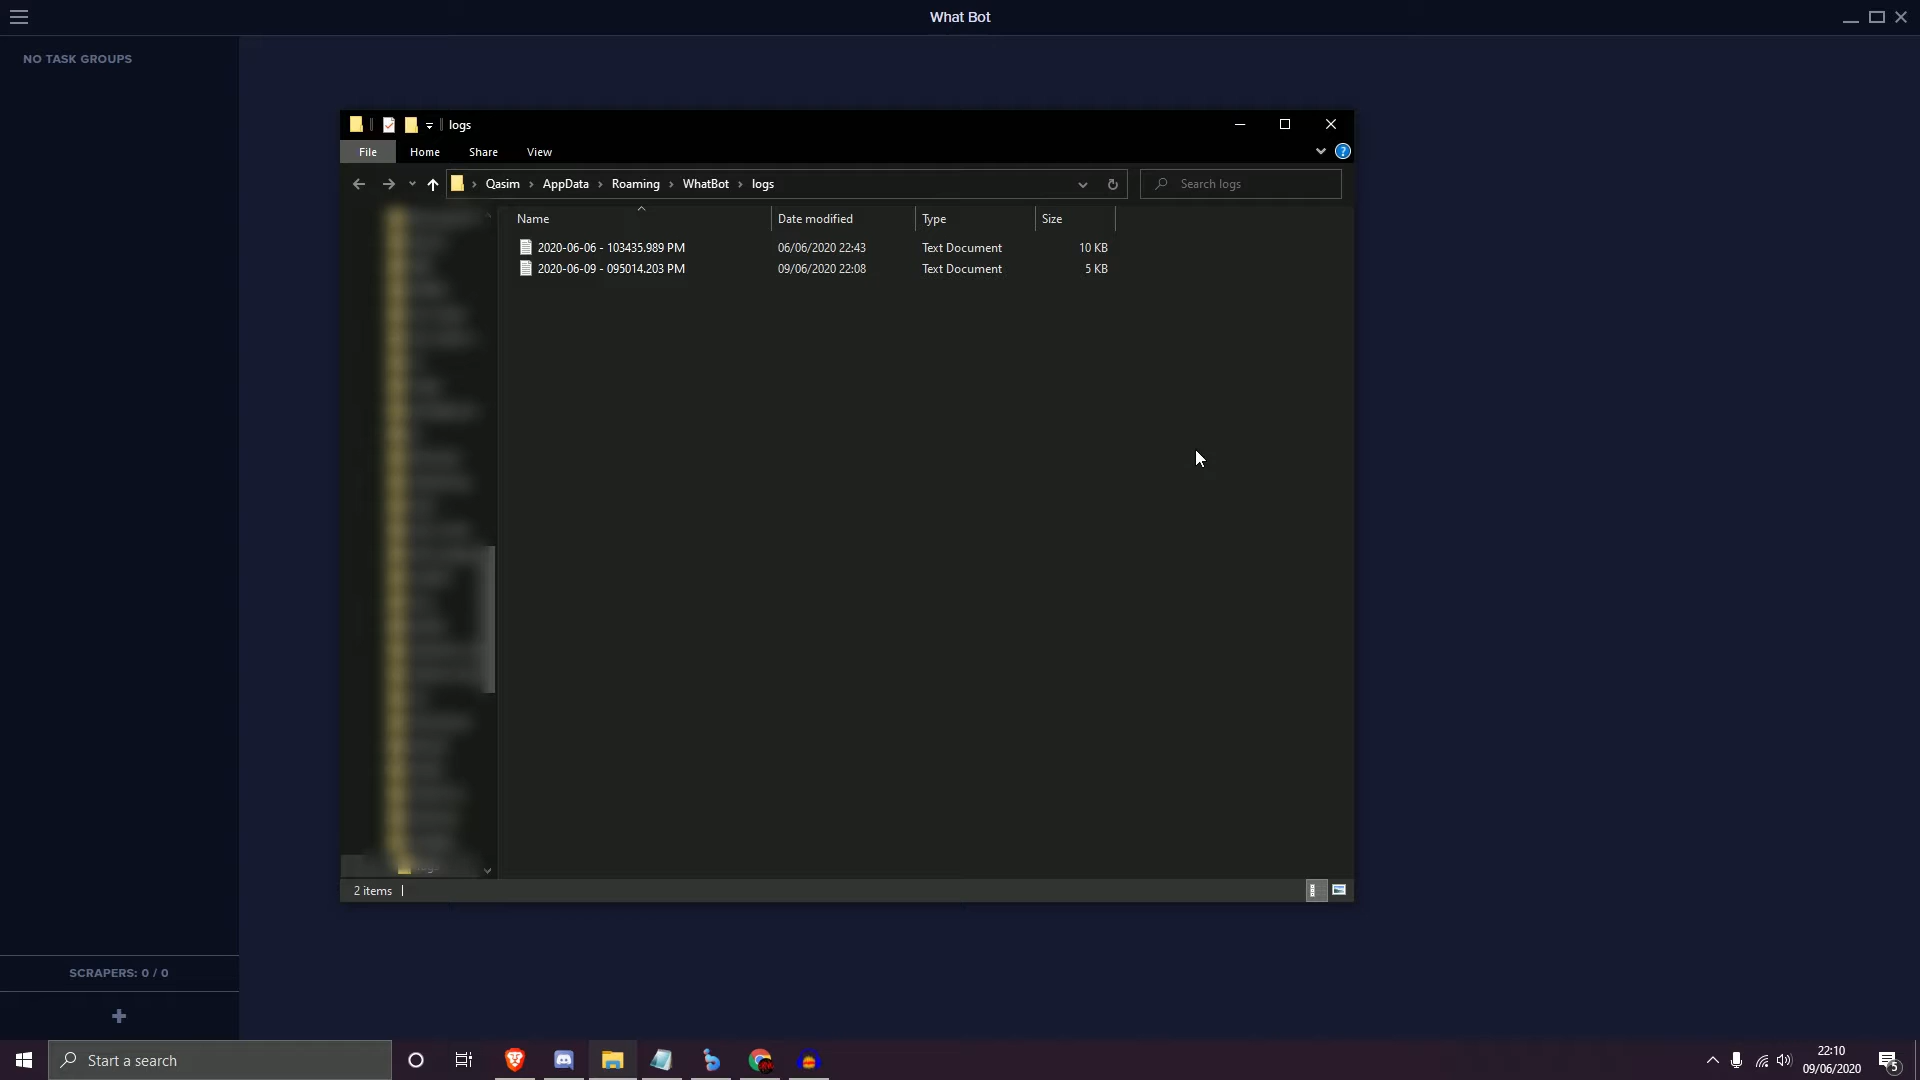 What Bot
NO TASK GROUPS
logs
File Home Share View
Qasim › AppData › Roaming › WhatBot › logs
Search logs
Name Date modified Type Size
2020-06-06 - 103435.989 PM 06/06/2020 22:43 Text Document 10 KB
2020-06-09 - 095014.203 PM 09/06/2020 22:08 Text Document 5 KB
2 items
SCRAPERS: 0 / 0
Start a search
22:10
09/06/2020
5